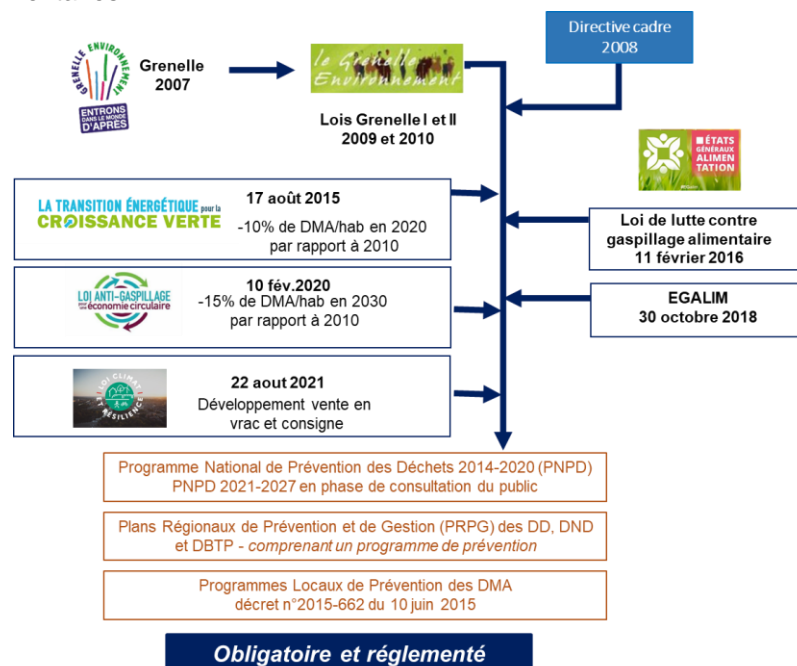 Directive cadre
2008
GRENELLE ENVIRONNEMENT
ENTRONS
DANS LE MONDE
D'APRÈS
Grenelle
2007
le Grenelle
Environnement
Lois Grenelle I et II
2009 et 2010
ÉTATS
GÉNÉRAUX
ALIMEN
TATION
LA TRANSITION ÉNERGÉTIQUE pour la
CROISSANCE VERTE
17 août 2015
-10% de DMA/hab en 2020
par rapport à 2010
Loi de lutte contre
gaspillage alimentaire
11 février 2016
LOI ANTI-GASPILLAGE
économie circulaire
10 fév.2020
-15% de DMA/hab en 2030
par rapport à 2010
EGALIM
30 octobre 2018
LOI CLIMAT
ET RÉSILIENCE
22 aout 2021
Développement vente en
vrac et consigne
Programme National de Prévention des Déchets 2014-2020 (PNPD)
PNPD 2021-2027 en phase de consultation du public
Plans Régionaux de Prévention et de Gestion (PRPG) des DD, DND
et DBTP - comprenant un programme de prévention
Programmes Locaux de Prévention des DMA
décret n°2015-662 du 10 juin 2015
Obligatoire et réglementé